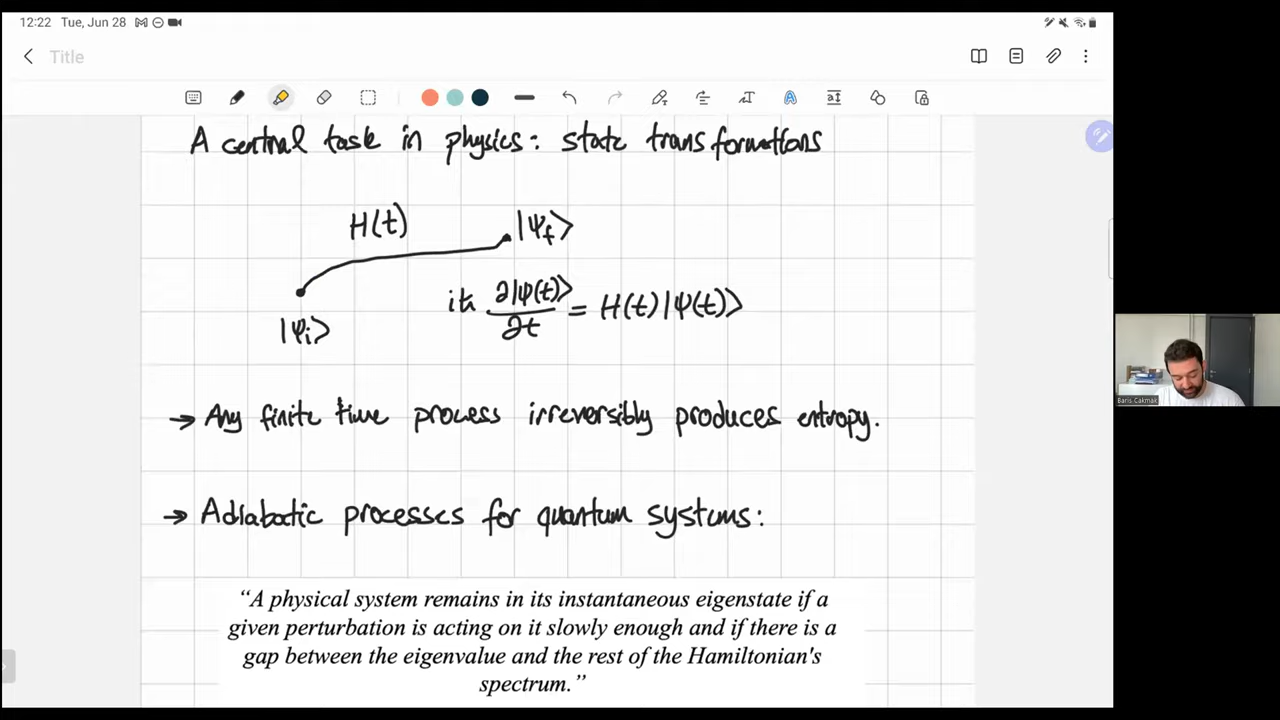 12:22 Tue, Jun 28
Title
A central task in physics: state transformations
H(t)
|ψf>
|ψi>
iħ ∂|ψ(t)>/∂t = H(t)|ψ(t)>
→ Any finite time process irreversibly produces entropy.
→ Adiabatic processes for quantum systems:
“A physical system remains in its instantaneous eigenstate if a
given perturbation is acting on it slowly enough and if there is a
gap between the eigenvalue and the rest of the Hamiltonian's
spectrum.”
Baris Cakmak